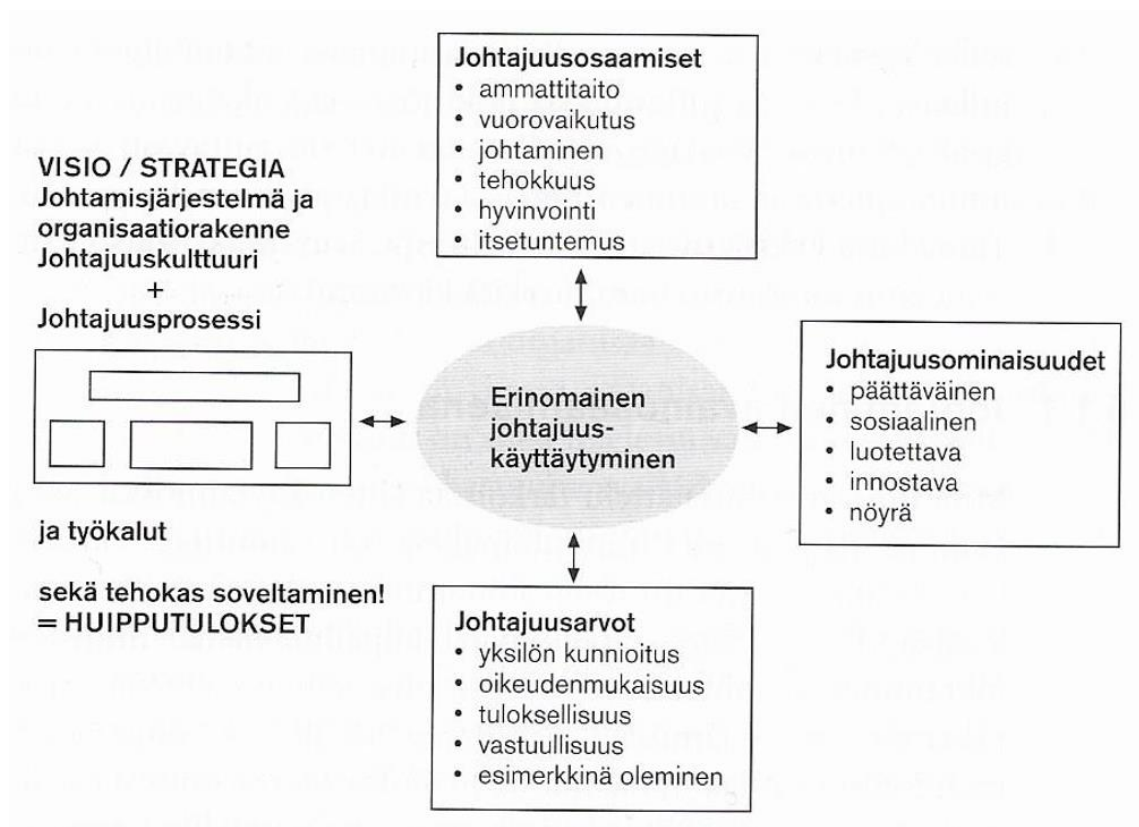 Johtajuusosaamiset
• ammattitaito
• vuorovaikutus
• johtaminen
• tehokkuus
• hyvinvointi
• itsetuntemus
VISIO / STRATEGIA
Johtamisjärjestelmä ja
organisaatiorakenne
Johtajuuskulttuuri
+
Johtajuusprosessi
ja työkalut
sekä tehokas soveltaminen!
= HUIPPUTULOKSET
Erinomainen
johtajuus-
käyttäytyminen
Johtajuusominaisuudet
• päättäväinen
• sosiaalinen
• luotettava
• innostava
• nöyrä
Johtajuusarvot
• yksilön kunnioitus
• oikeudenmukaisuus
• tuloksellisuus
• vastuullisuus
• esimerkkinä oleminen